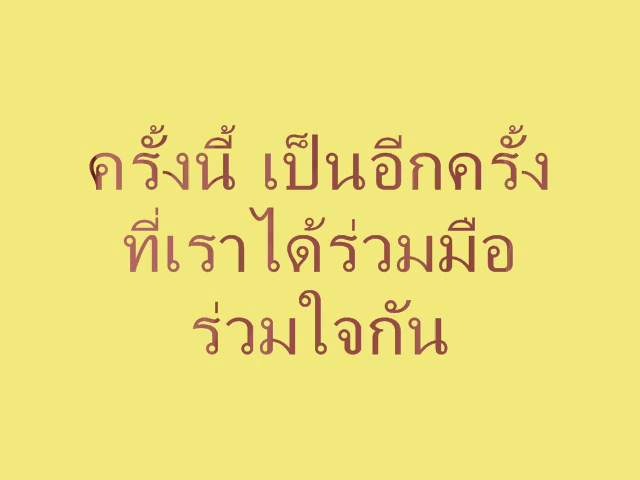 ครั้งนี้ เป็นอีกครั้ง
ที่เราได้ร่วมมือ
ร่วมใจกัน